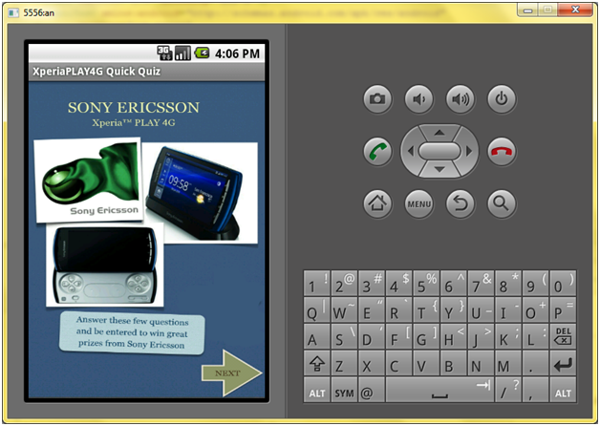 5556:an
3G 4:06 PM
XperiaPLAY4G Quick Quiz
SONY ERICSSON
Xperia™ PLAY 4G
Sony Ericsson
09:58
Answer these few questions
and be entered to win great
prizes from Sony Ericsson
NEXT
MENU
1 ! 2 @ 3 # 4 $ 5 % 6 ^ 7 & 8 * 9 ( 0 )
Q | W ~ E " R ` T { Y } U _ I - O + P =
A S \ D ' F [ G ] H < J > K ; L : DEL
Z X C V B N M .
ALT SYM @ / ? , ALT